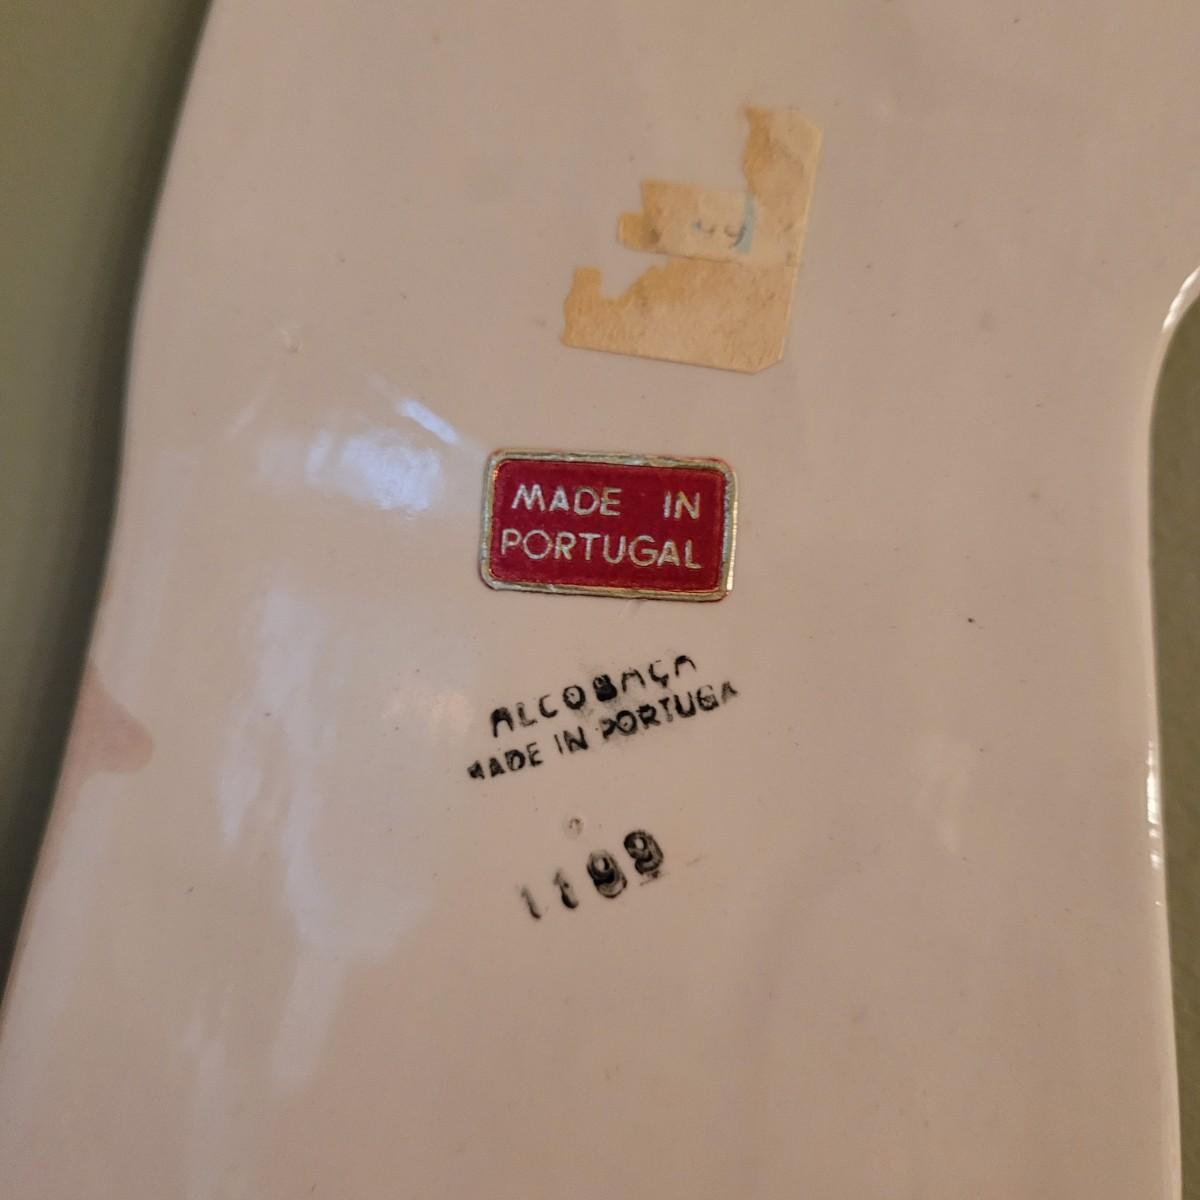 MADE IN
PORTUGAL
ALCOBAÇA
MADE IN PORTUGA
1199